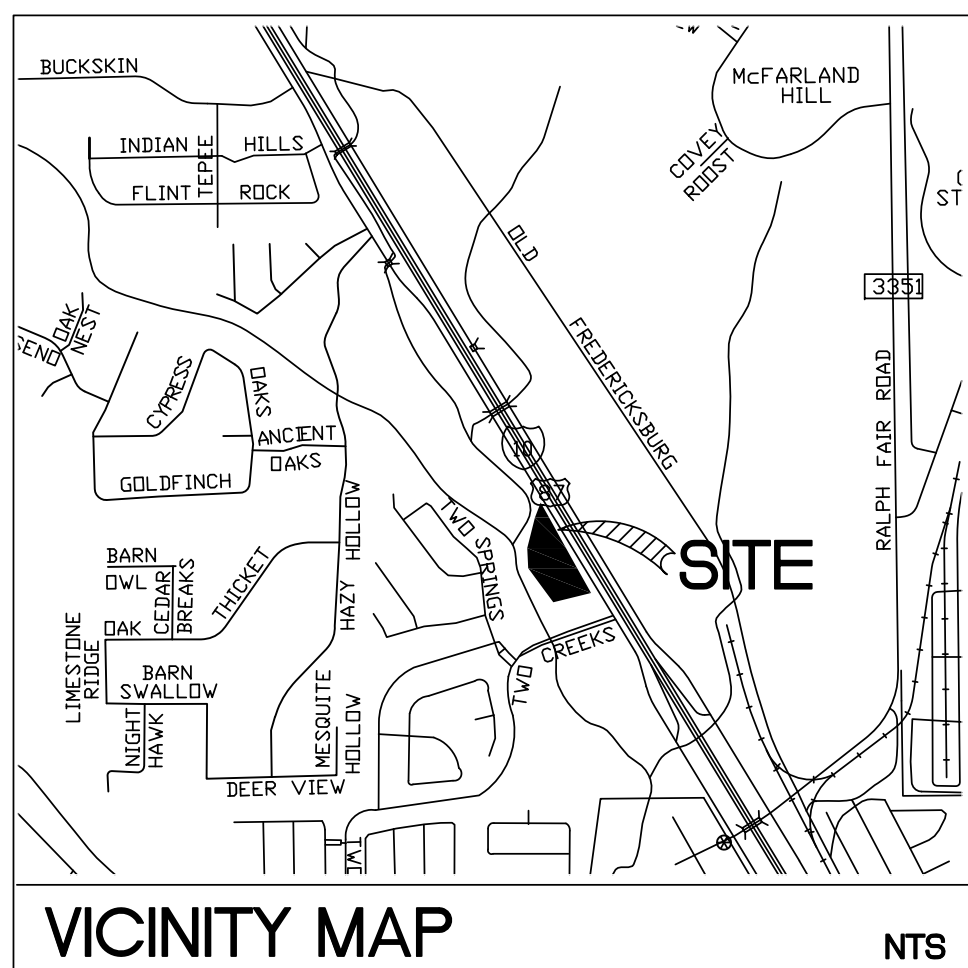 BUCKSKIN
McFARLAND
HILL
INDIAN HILLS
TEPEE
COVEY
ROOST
FLINT ROCK
OLD
3351
OAK
NEST
FREDERICKSBURG
CYPRESS
OAKS
RALPH FAIR ROAD
ANCIENT
OAKS
10
GOLDFINCH
87
HOLLOW
TWO SPRINGS
SITE
BARN
OWL
CEDAR
BREAKS
THICKET
HAZY
OAK
LIMESTONE
RIDGE
CREEKS
TWO
BARN
SWALLOW
MESQUITE
HOLLOW
NIGHT
HAWK
DEER VIEW
TWO
VICINITY MAP
NTS